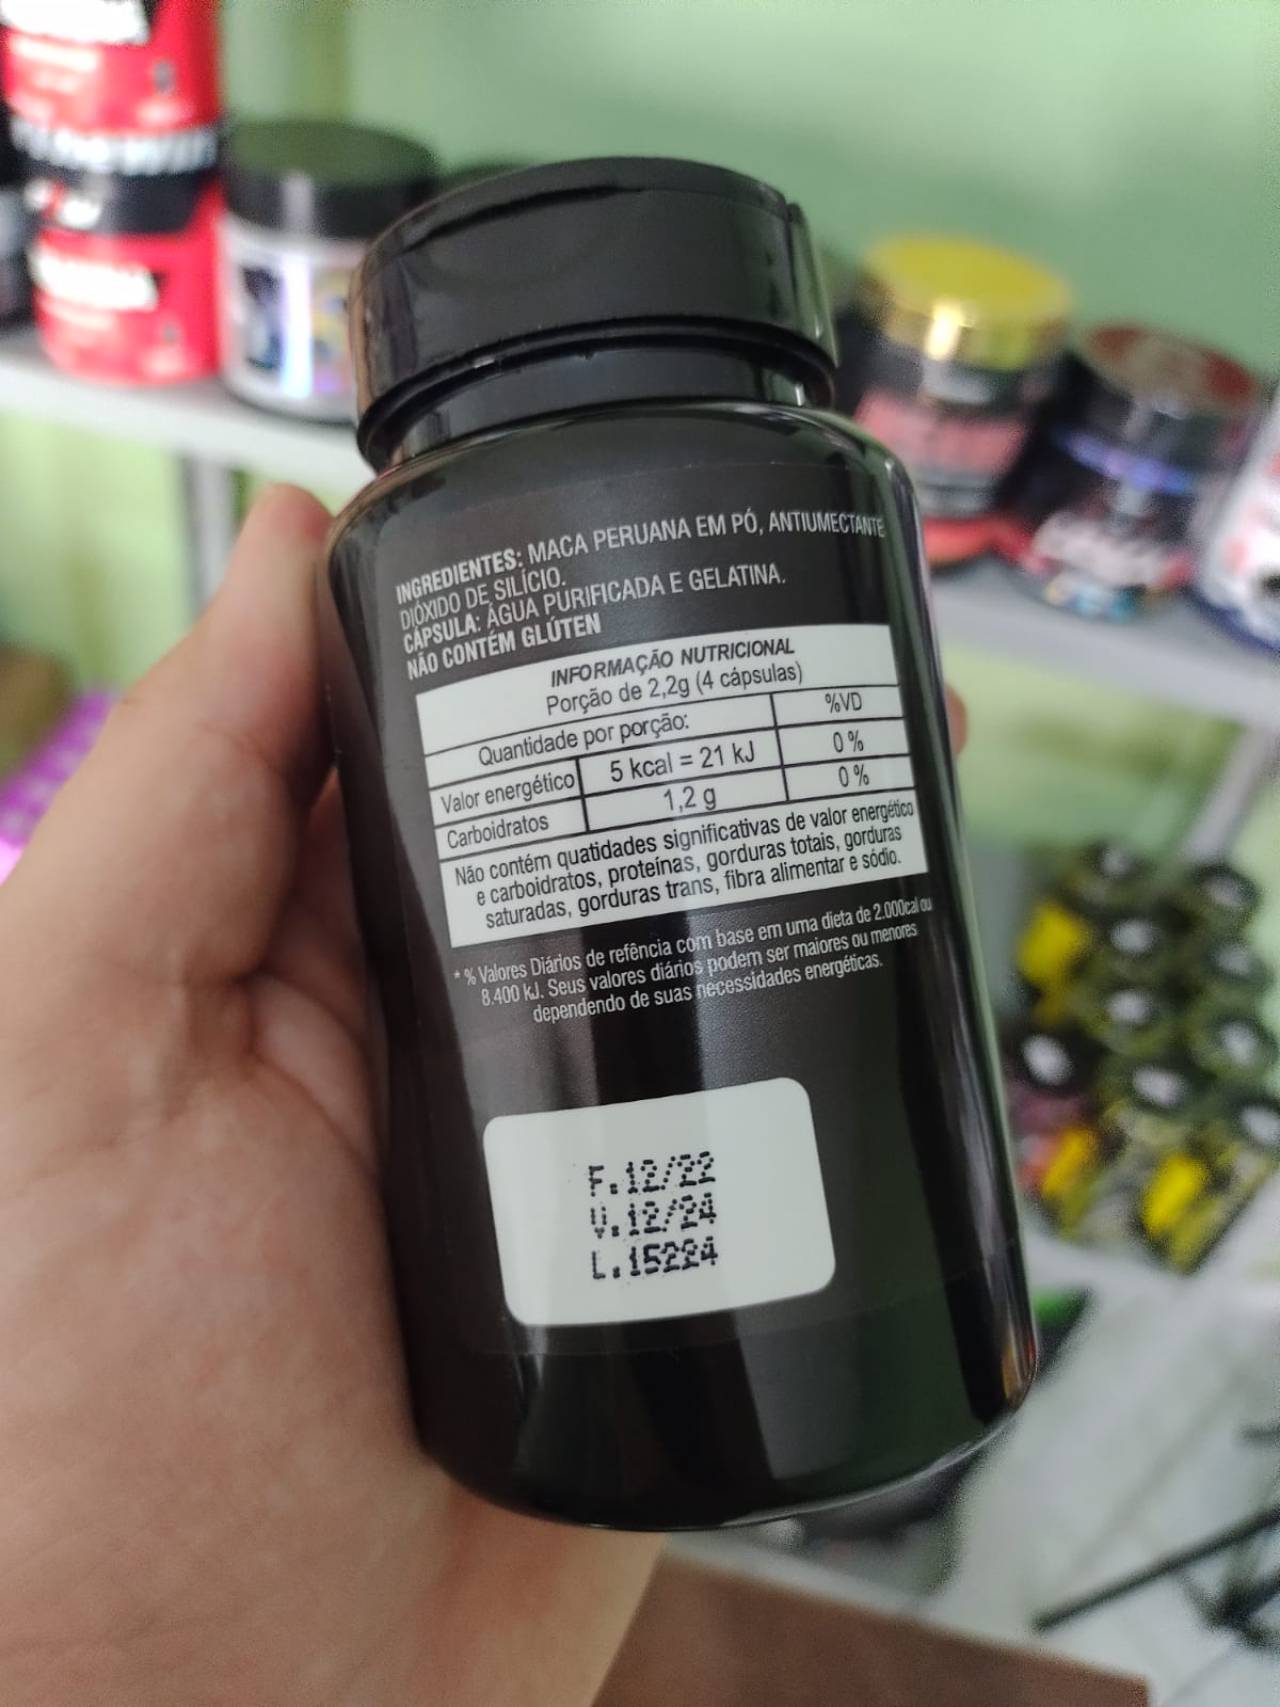 INGREDIENTES: MACA PERUANA EM PÓ, ANTIUMECTANTE
DIÓXIDO DE SILÍCIO.
CÁPSULA: ÁGUA PURIFICADA E GELATINA.
NÃO CONTÉM GLÚTEN
INFORMAÇÃO NUTRICIONAL
Porção de 2,2g (4 cápsulas)
Quantidade por porção: %VD
Valor energético 5 kcal = 21 kJ 0 %
Carboidratos 1,2 g 0 %
Não contém quatidades significativas de valor energético
e carboidratos, proteínas, gorduras totais, gorduras
saturadas, gorduras trans, fibra alimentar e sódio.
* % Valores Diários de refência com base em uma dieta de 2.000cal ou
8.400 kJ. Seus valores diários podem ser maiores ou menores
dependendo de suas necessidades energéticas.
F.12/22
V.12/24
L.15224